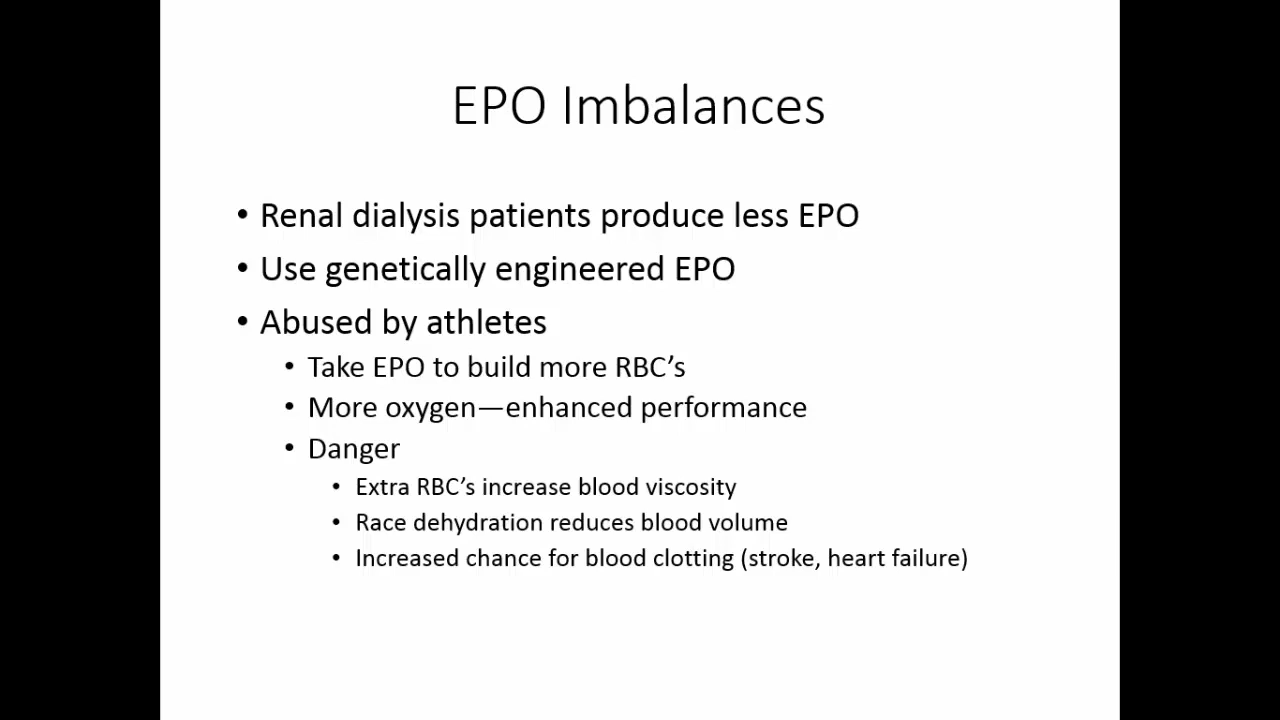 EPO Imbalances
• Renal dialysis patients produce less EPO
• Use genetically engineered EPO
• Abused by athletes
• Take EPO to build more RBC’s
• More oxygen—enhanced performance
• Danger
• Extra RBC’s increase blood viscosity
• Race dehydration reduces blood volume
• Increased chance for blood clotting (stroke, heart failure)